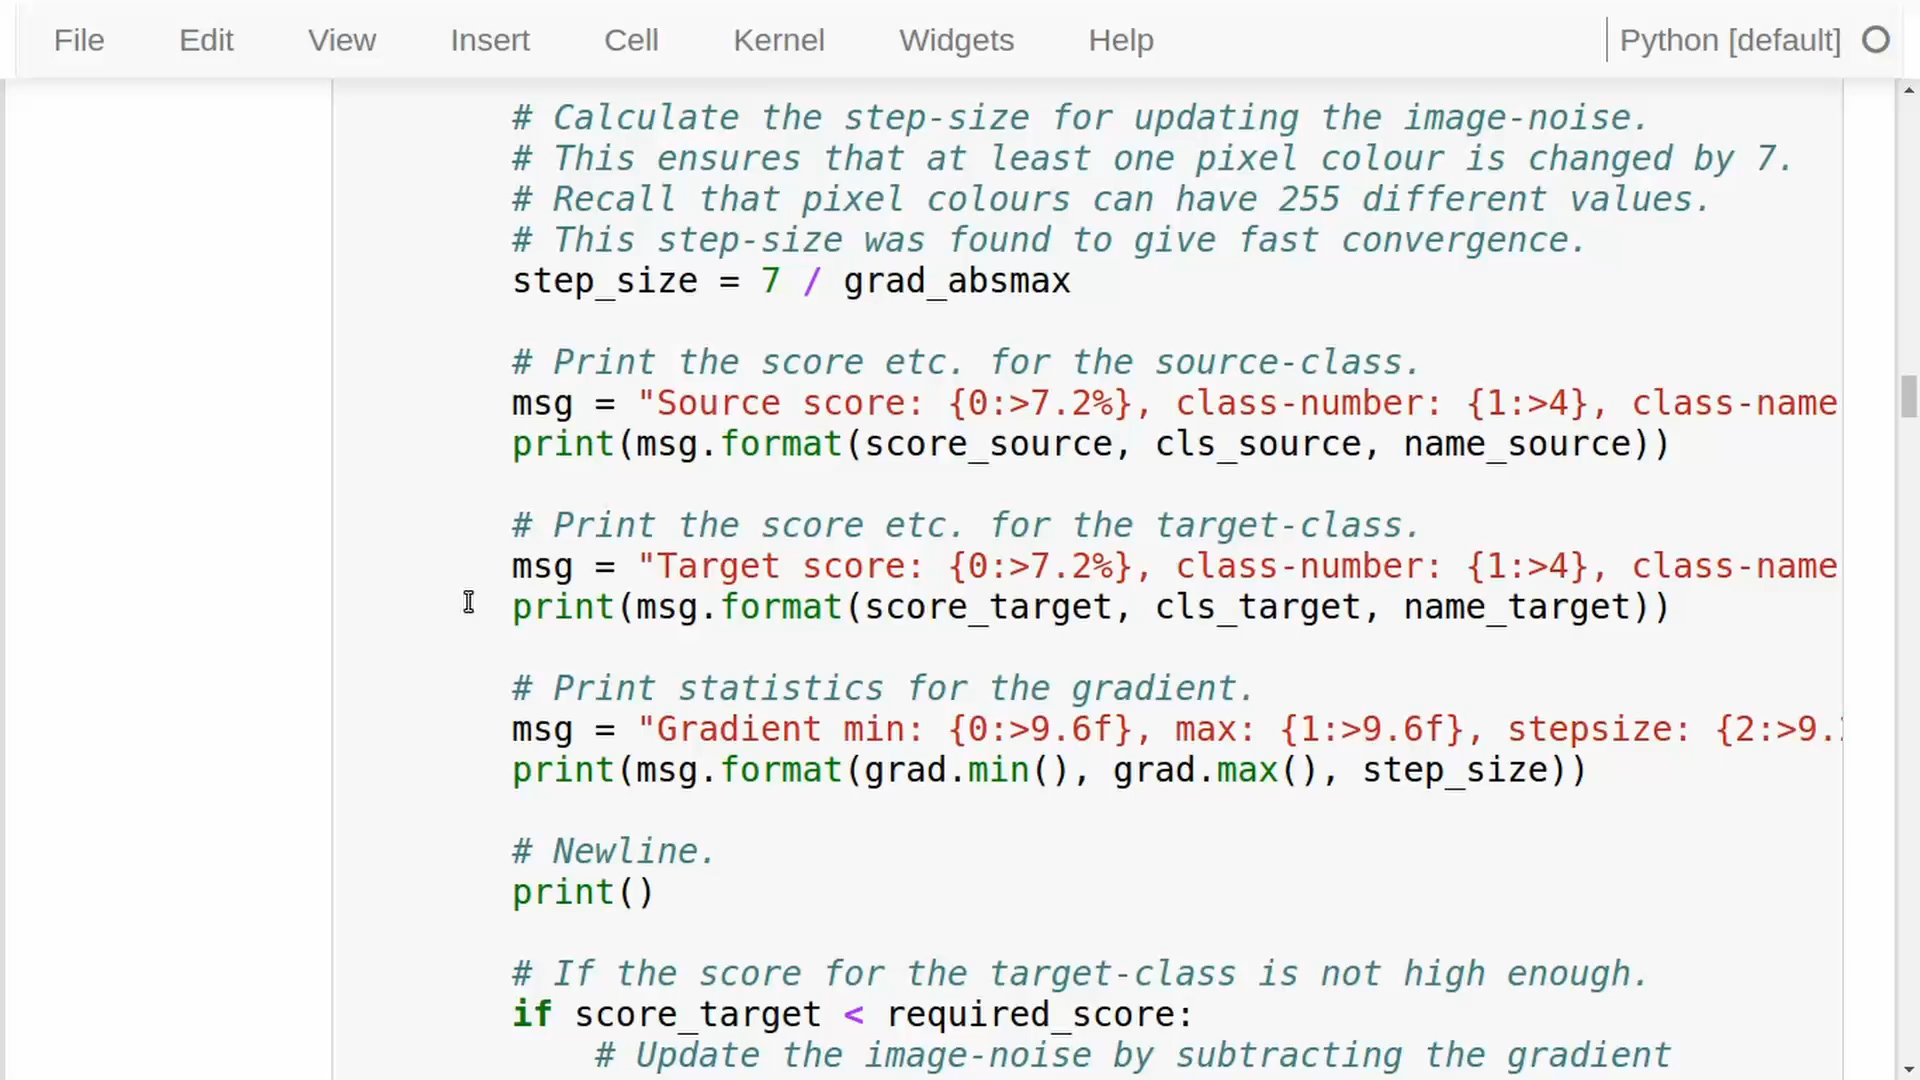 File Edit View Insert Cell Kernel Widgets Help Python [default]
# Calculate the step-size for updating the image-noise.
# This ensures that at least one pixel colour is changed by 7.
# Recall that pixel colours can have 255 different values.
# This step-size was found to give fast convergence.
step_size = 7 / grad_absmax
# Print the score etc. for the source-class.
msg = "Source score: {0:>7.2%}, class-number: {1:>4}, class-name
print(msg.format(score_source, cls_source, name_source))
# Print the score etc. for the target-class.
msg = "Target score: {0:>7.2%}, class-number: {1:>4}, class-name
print(msg.format(score_target, cls_target, name_target))
# Print statistics for the gradient.
msg = "Gradient min: {0:>9.6f}, max: {1:>9.6f}, stepsize: {2:>9.
print(msg.format(grad.min(), grad.max(), step_size))
# Newline.
print()
# If the score for the target-class is not high enough.
if score_target < required_score:
# Update the image-noise by subtracting the gradient